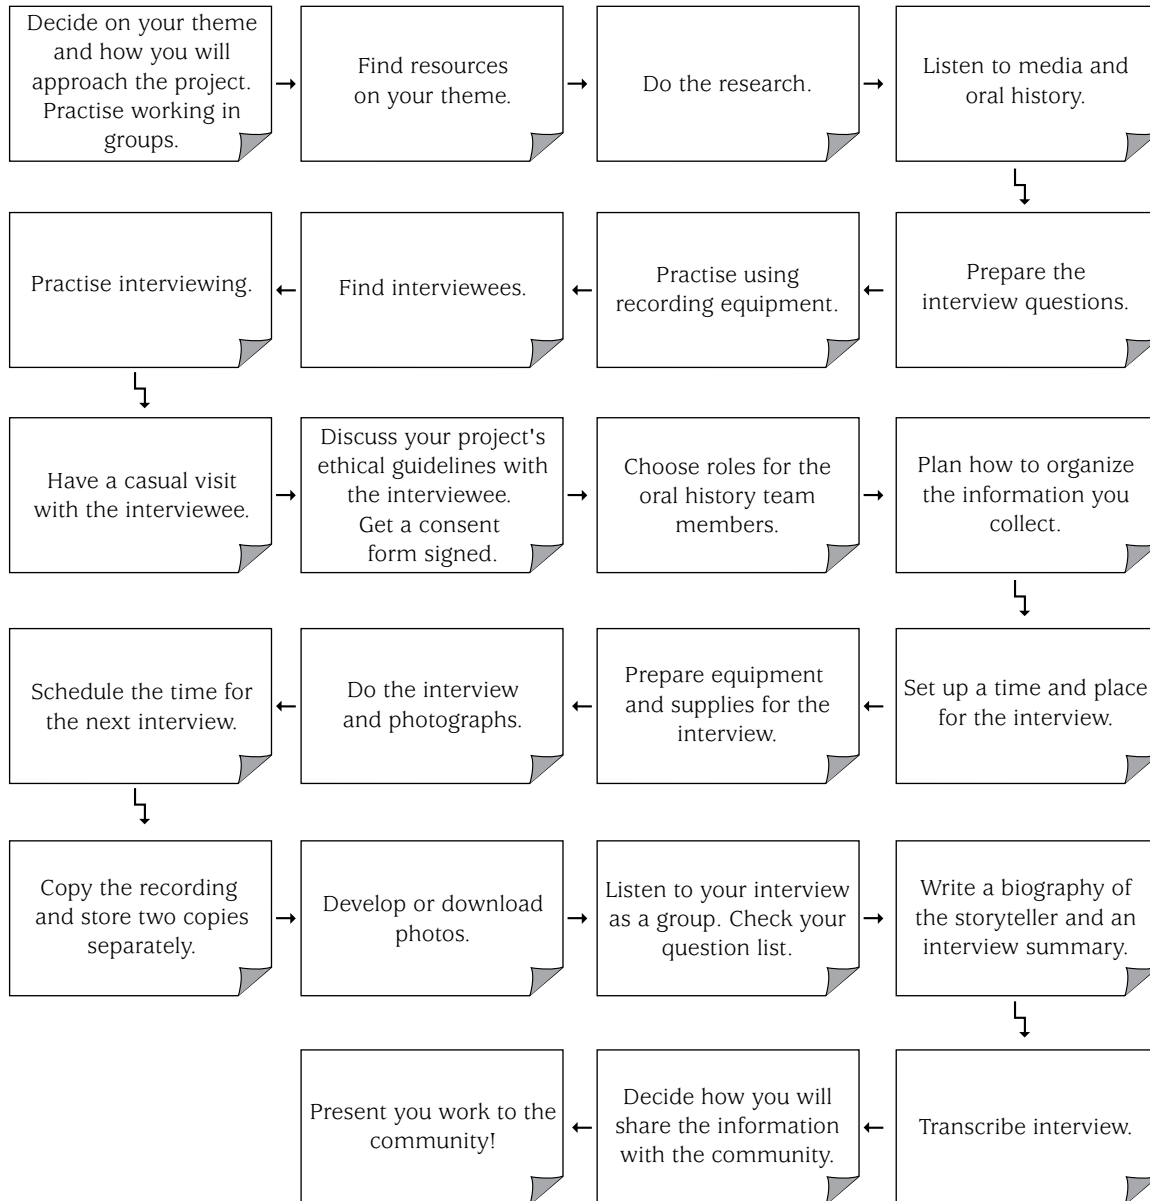 Decide on your theme
and how you will
approach the project.
Practise working in
groups.
Find resources
on your theme.
Do the research.
Listen to media and
oral history.
Prepare the
interview questions.
Practise using
recording equipment.
Find interviewees.
Practise interviewing.
Have a casual visit
with the interviewee.
Discuss your project's
ethical guidelines with
the interviewee.
Get a consent
form signed.
Choose roles for the
oral history team
members.
Plan how to organize
the information you
collect.
Set up a time and place
for the interview.
Prepare equipment
and supplies for the
interview.
Do the interview
and photographs.
Schedule the time for
the next interview.
Copy the recording
and store two copies
separately.
Develop or download
photos.
Listen to your interview
as a group. Check your
question list.
Write a biography of
the storyteller and an
interview summary.
Transcribe interview.
Decide how you will
share the information
with the community.
Present you work to the
community!